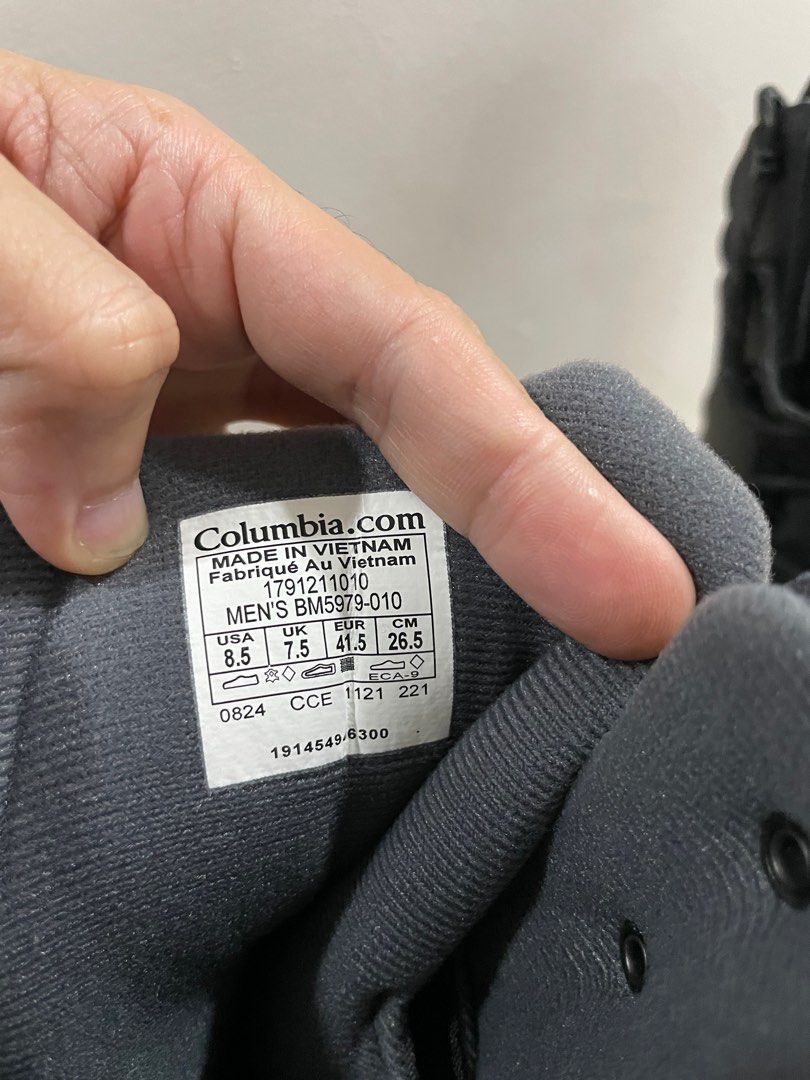 Columbia.com
MADE IN VIETNAM
Fabriqué Au Vietnam
1791211010
MEN'S BM5979-010
USA UK EUR CM
8.5 7.5 41.5 26.5
ECA-9
0824 CCE 1121 221
1914549/6300